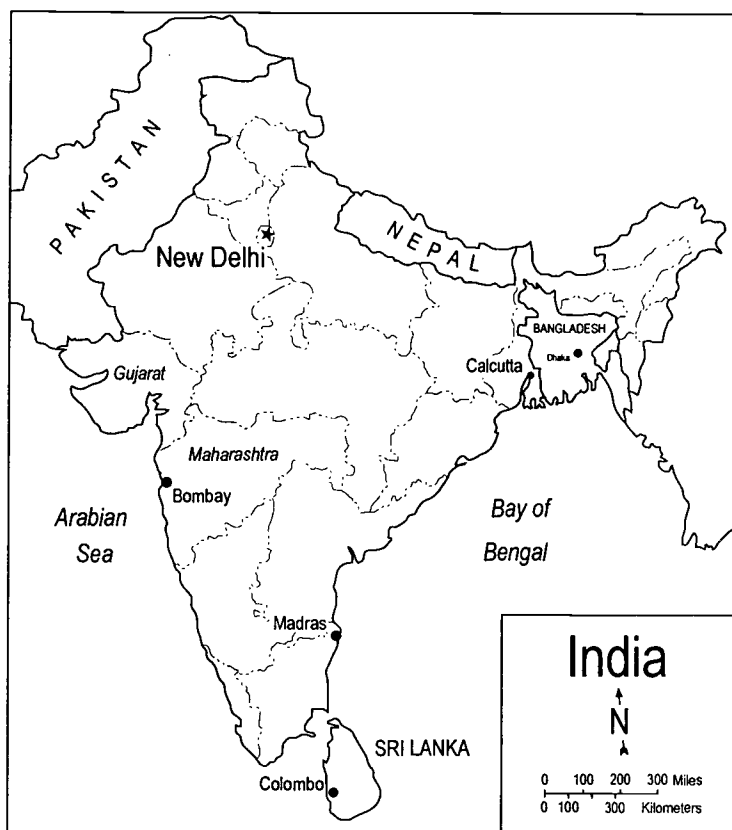 PAKISTAN
New Delhi
NEPAL
BANGLADESH
Dhaka
Calcutta
Gujarat
Maharashtra
Bombay
Arabian
Sea
Bay of
Bengal
Madras
SRI LANKA
Colombo
India
N
0 100 200 300 Miles
0 100 300 Kilometers